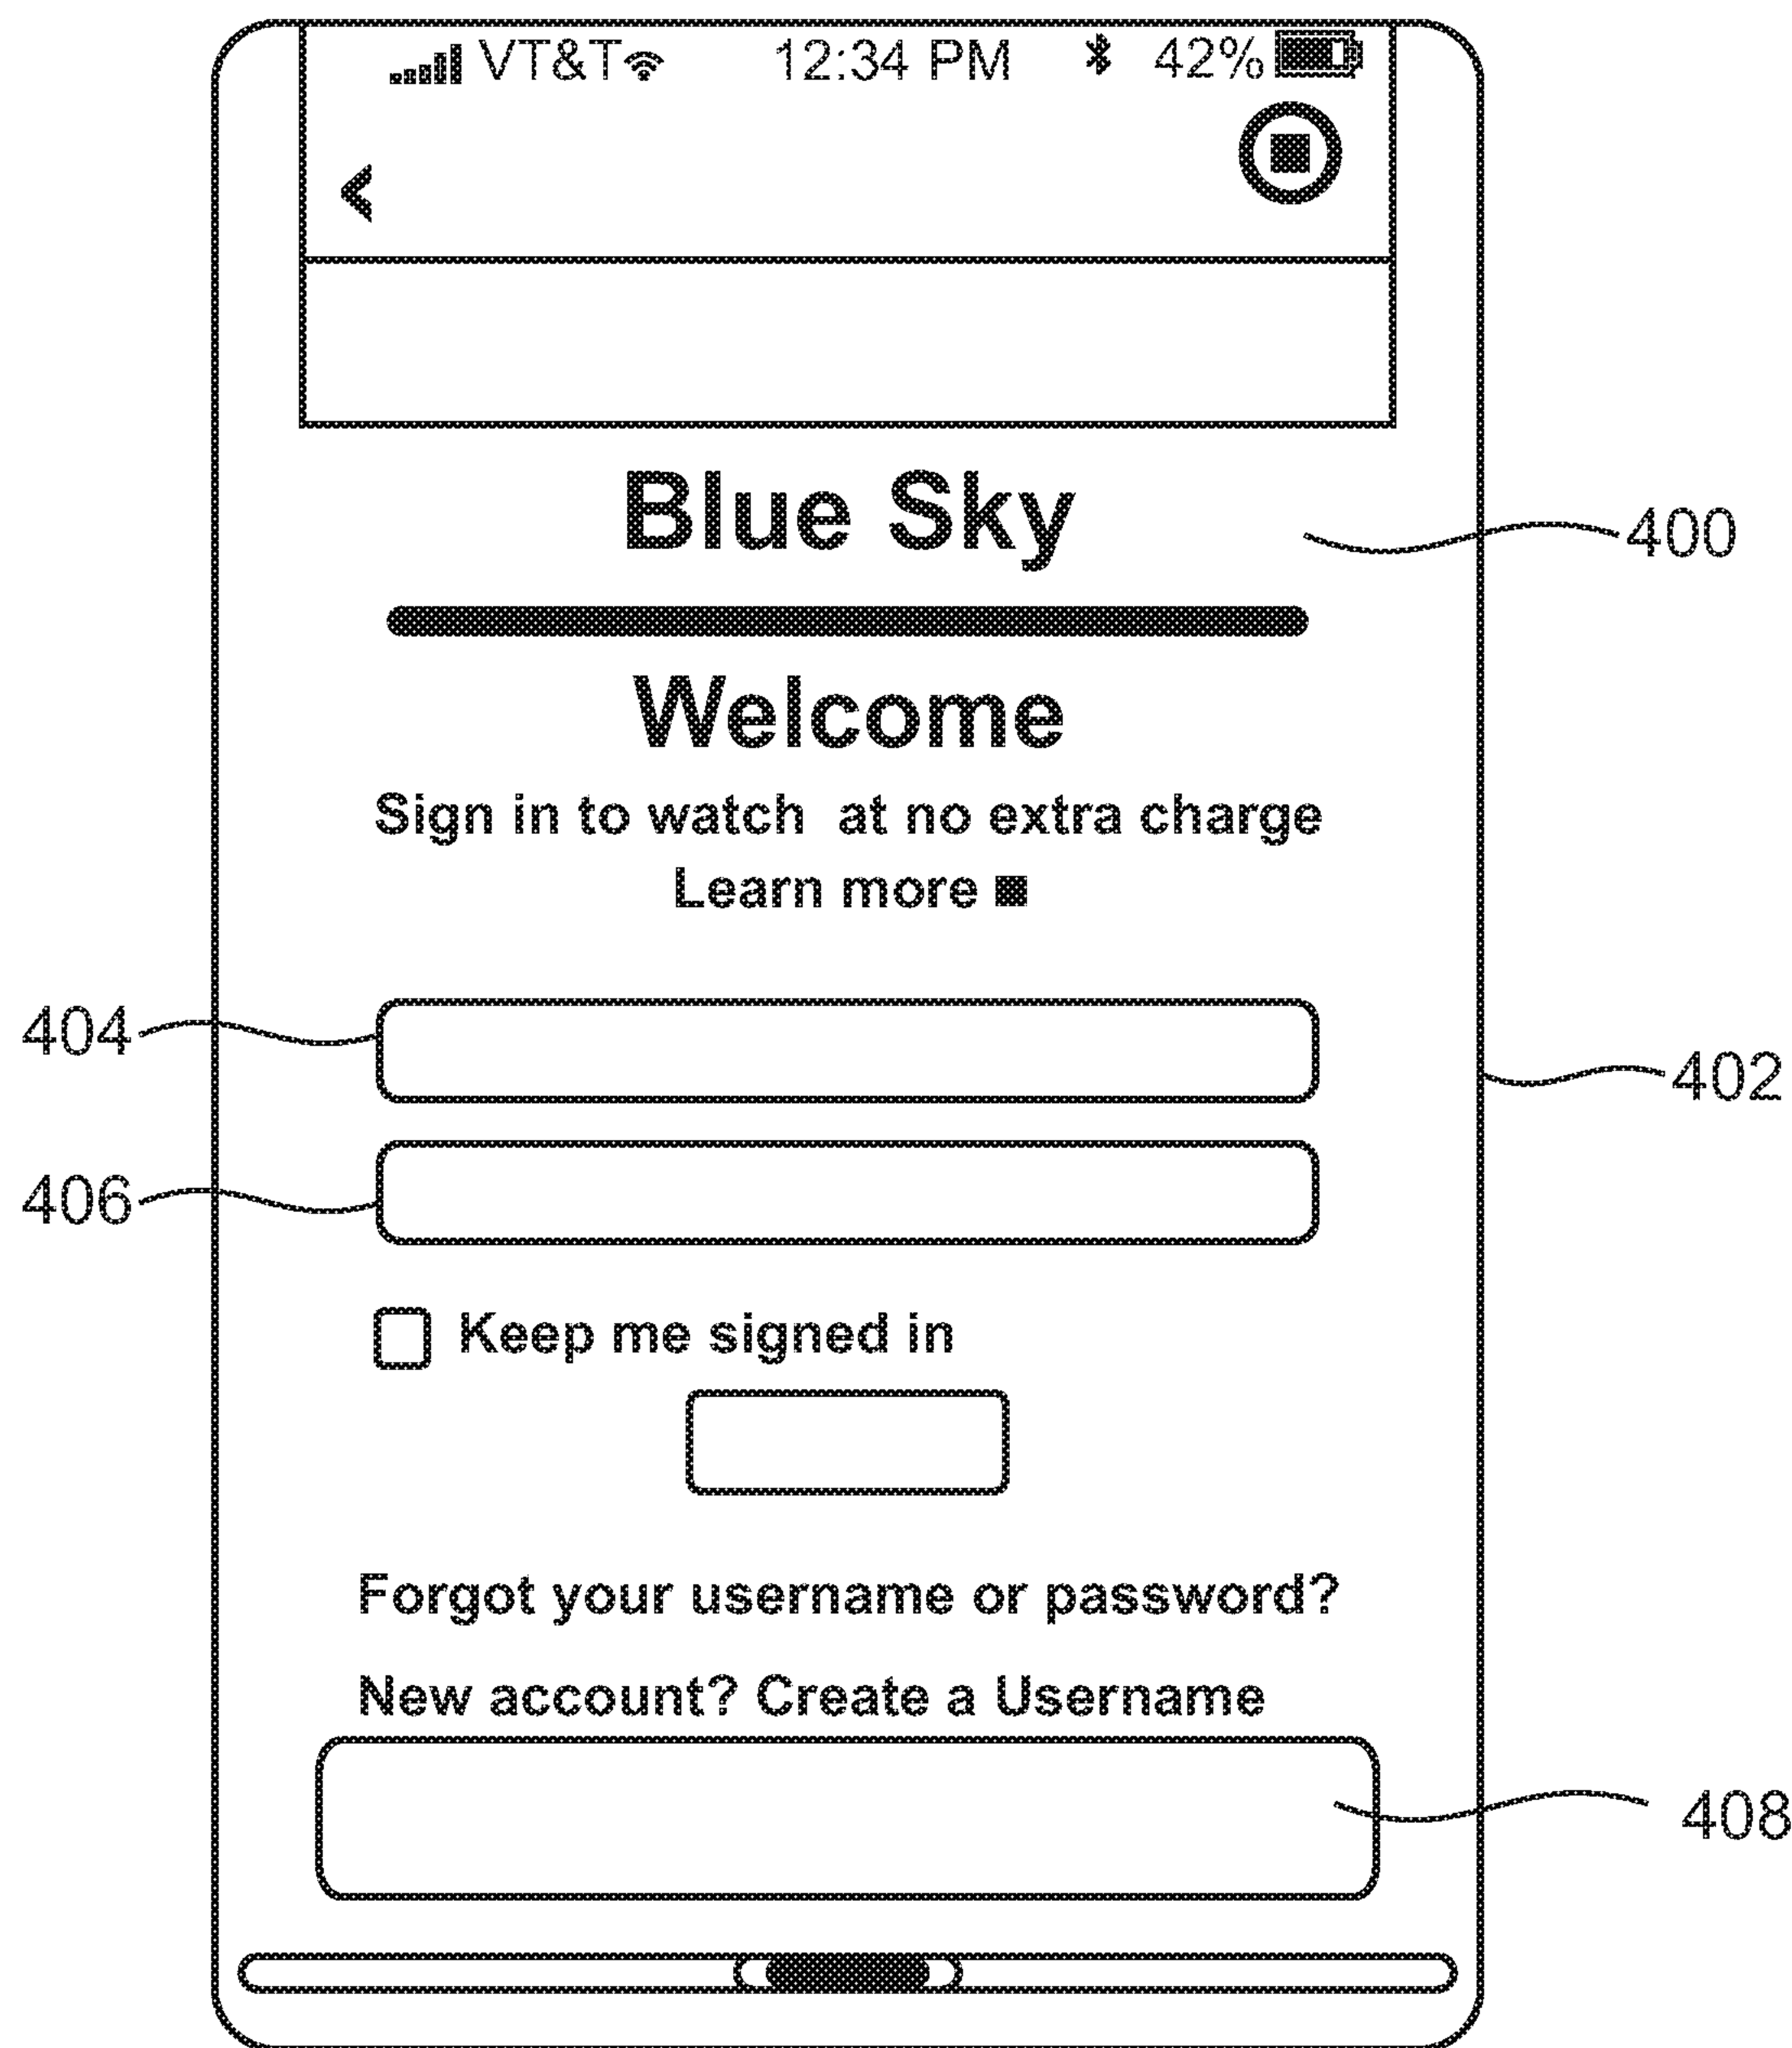 VT&T 12:34 PM 42%
Blue Sky
400
Welcome
Sign in to watch at no extra charge
Learn more
404
402
406
Keep me signed in
Forgot your username or password?
New account? Create a Username
408